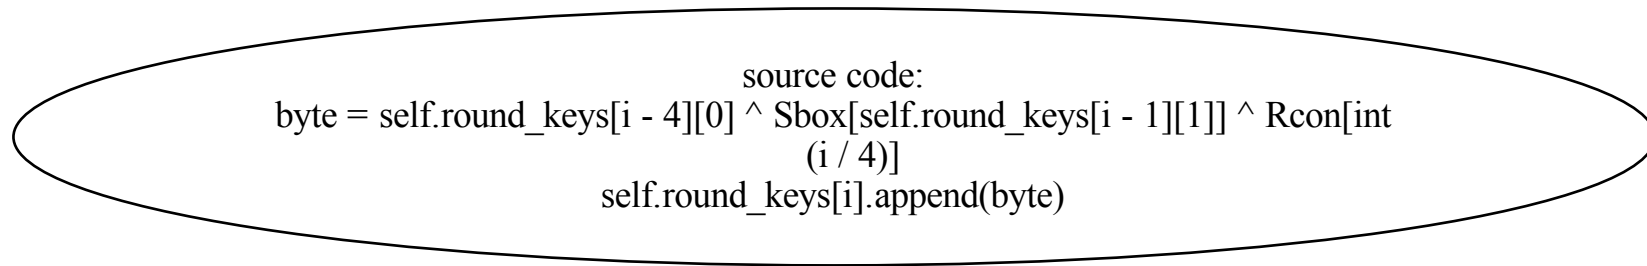 source code:
byte = self.round_keys[i - 4][0] ^ Sbox[self.round_keys[i - 1][1]] ^ Rcon[int
(i / 4)]
self.round_keys[i].append(byte)